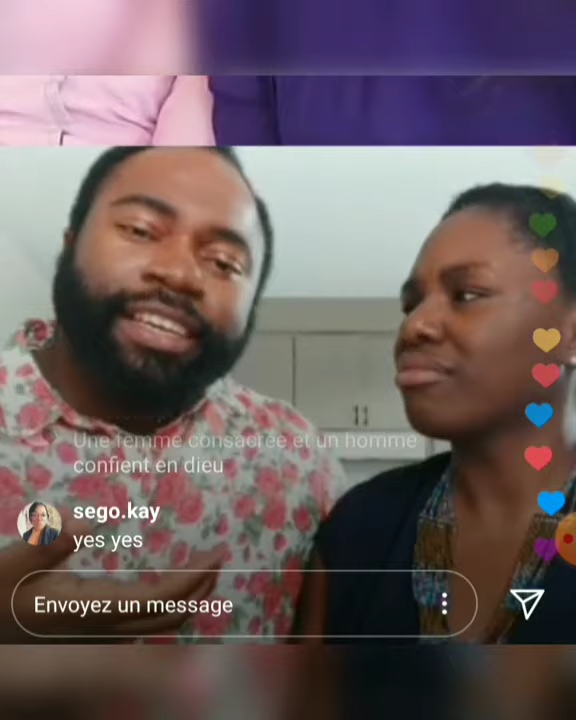 Une femme consacrée et un homme
confient en dieu
sego.kay
yes yes
Envoyez un message